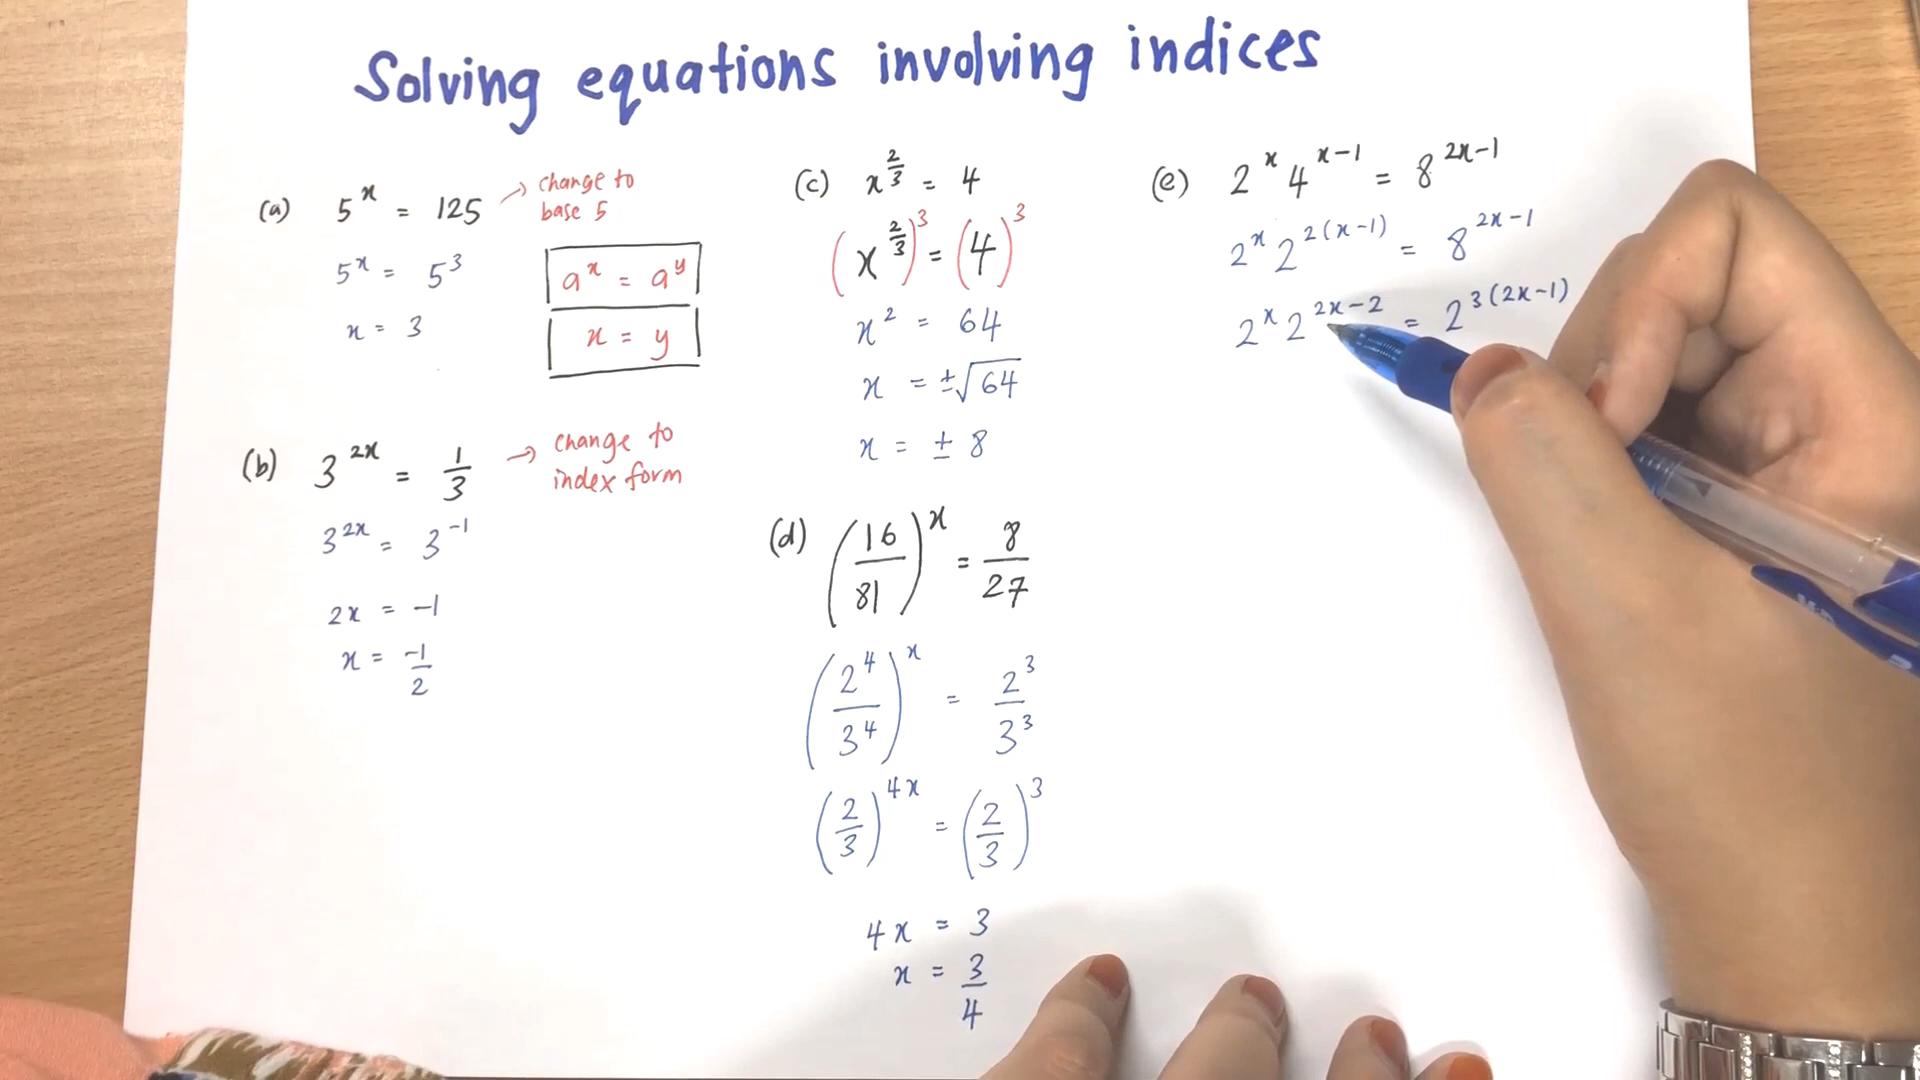 Solving equations involving indices
(a) 5^x = 125 → change to base 5
5^x = 5^3
x = 3
a^x = a^y
x = y
(b) 3^{2x} = 1/3 → change to index form
3^{2x} = 3^{-1}
2x = -1
x = -1/2
(c) x^{2/3} = 4
(x^{2/3})^3 = (4)^3
x^2 = 64
x = ±√64
x = ± 8
(d) (16/81)^x = 8/27
(2^4/3^4)^x = 2^3/3^3
(2/3)^{4x} = (2/3)^3
4x = 3
x = 3/4
(e) 2^x 4^{x-1} = 8^{2x-1}
2^x 2^{2(x-1)} = 8^{2x-1}
2^x 2^{2x-2} = 2^{3(2x-1)}